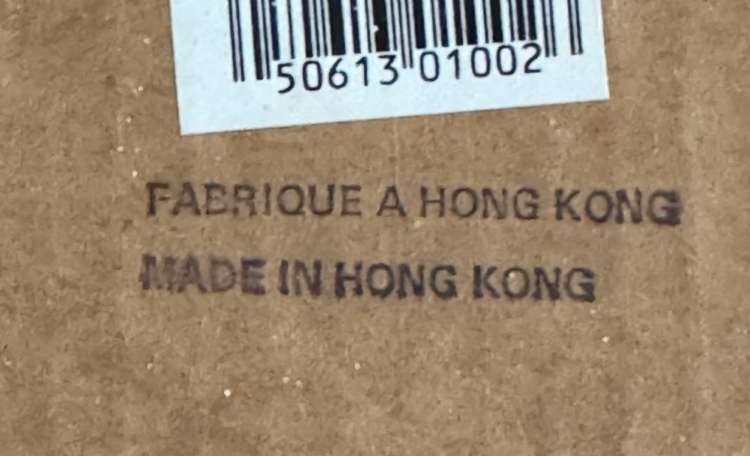 50613 01002
FABRIQUE A HONG KONG
MADE IN HONG KONG